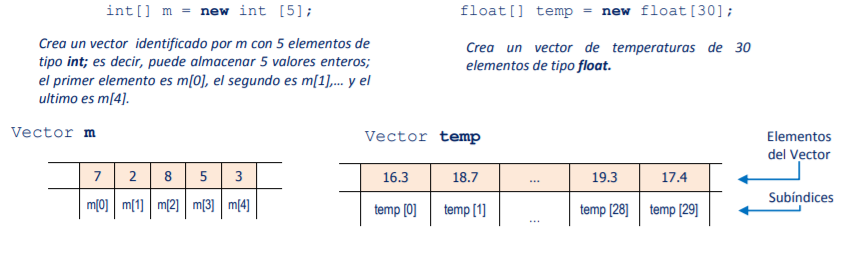 int[] m = new int [5];
Crea un vector identificado por m con 5 elementos de
tipo int; es decir, puede almacenar 5 valores enteros;
el primer elemento es m[0], el segundo es m[1],... y el
ultimo es m[4].
float[] temp = new float[30];
Crea un vector de temperaturas de 30
elementos de tipo float.
Vector m
7 2 8 5 3
m[0] m[1] m[2] m[3] m[4]
Vector temp
16.3 18.7 ... 19.3 17.4
temp [0] temp [1] ... temp [28] temp [29]
Elementos
del Vector
Subíndices